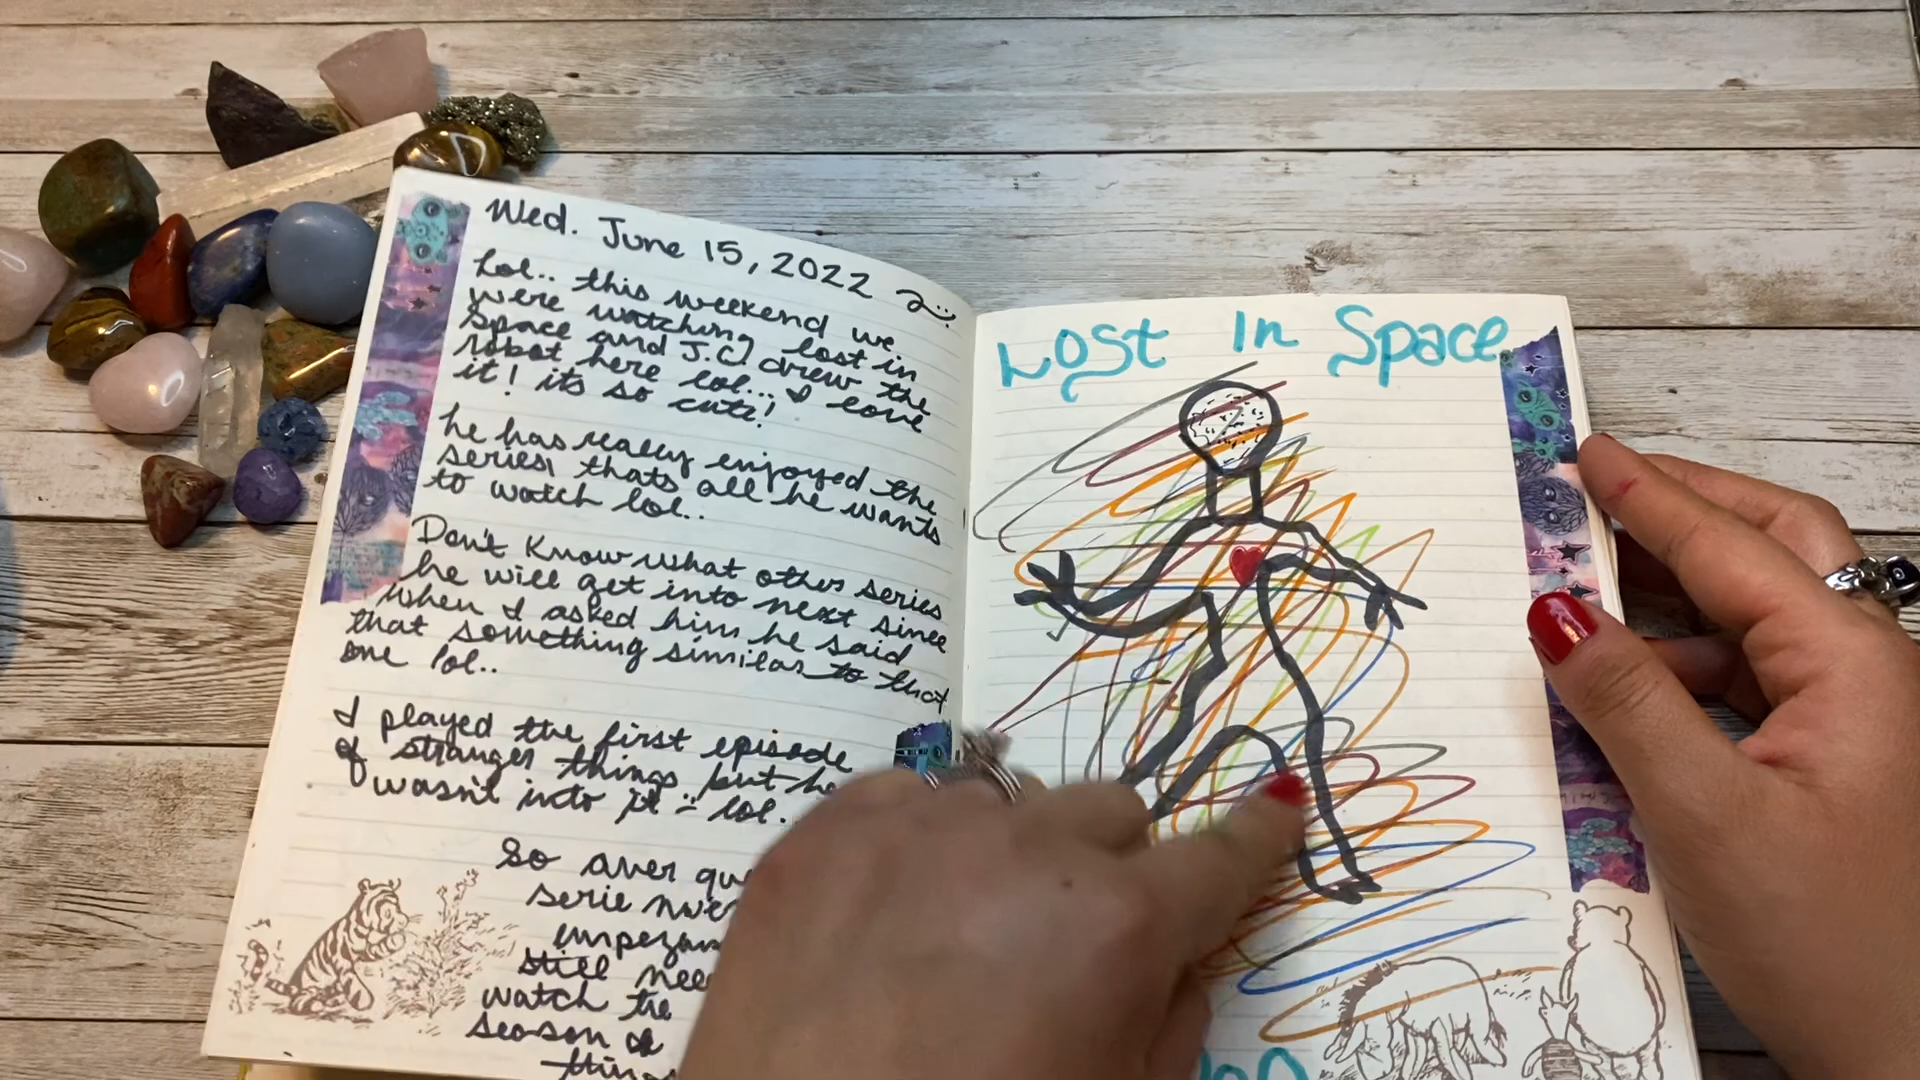 Wed. June 15, 2022
Lol.. this weekend we
were watching lost in
space and J.C drew the
robot here lol... I love
it! its so cute!
he has really enjoyed the
series, thats all he wants
to watch lol..
Don't Know what other series
he will get into next since
when I asked him he said
that something similar to that
one lol..
I played the first episode
of stranger things.. but he
wasn't into it lol.
So aver
serie
still
watch
season
Lost In Space